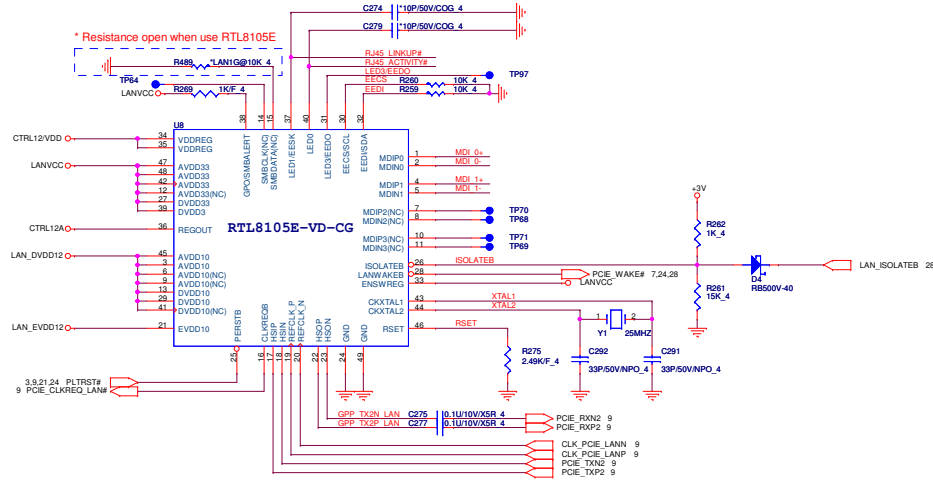 C274 *10P/50V/COG_4
C279 *10P/50V/COG_4
* Resistance open when use RTL8105E
R489 *LAN1G@10K_4
RJ45_LINKUP#
RJ45_ACTIVITY#
LED3/EEDO TP97
TP64
EECS R260 10K_4
LANVCC R269 1K/F_4
EEDI R259 10K_4
38 14 15 37 40 31 30 32
U8
GPO/SMBALERT
SMBCLK(NC)
SMBDATA(NC)
LED1/EESK
LED0
LED3/EEDO
EECS/SCL
EEDI/SDA
CTRL12/VDD 34 VDDREG
35 VDDREG
LANVCC 47 AVDD33
48 AVDD33
42 AVDD33
12 AVDD33(NC)
27 DVDD33
39 DVDD3
CTRL12A 36 REGOUT
LAN_DVDD12 45 AVDD10
3 AVDD10
6 AVDD10(NC)
9 AVDD10(NC)
13 DVDD10
29 DVDD10
41 DVDD10(NC)
LAN_EVDD12 21 EVDD10
RTL8105E-VD-CG
MDIP0 1 MDI_0+
MDIN0 2 MDI_0-
MDIP1 4 MDI_1+
MDIN1 5 MDI_1-
MDIP2(NC) 7 TP70
MDIN2(NC) 8 TP68
MDIP3(NC) 10 TP71
MDIN3(NC) 11 TP69
ISOLATEB 26 ISOLATEB
LANWAKEB 28 PCIE_WAKE# 7,24,28
ENSWREG 33 LANVCC
CKXTAL1 43 XTAL1
CKXTAL2 44 XTAL2
RSET 46 RSET
+3V
R262
1K_4
LAN_ISOLATEB 28
D4
RB500V-40
R261
15K_4
1 2
Y1 25MHZ
R275
2.49K/F_4
C292
33P/50V/NPO_4
C291
33P/50V/NPO_4
PERSTB
CLKREQB
HSIP
HSIN
REFCLK_P
REFCLK_N
HSOP
HSON
GND
GND
25 16 17 18 19 20 22 23 24 49
3,9,21,24 PLTRST#
9 PCIE_CLKREQ_LAN#
GPP_TX2N_LAN C275 0.1U/10V/X5R_4 PCIE_RXN2 9
GPP_TX2P_LAN C277 0.1U/10V/X5R_4 PCIE_RXP2 9
CLK_PCIE_LANN 9
CLK_PCIE_LANP 9
PCIE_TXN2 9
PCIE_TXP2 9